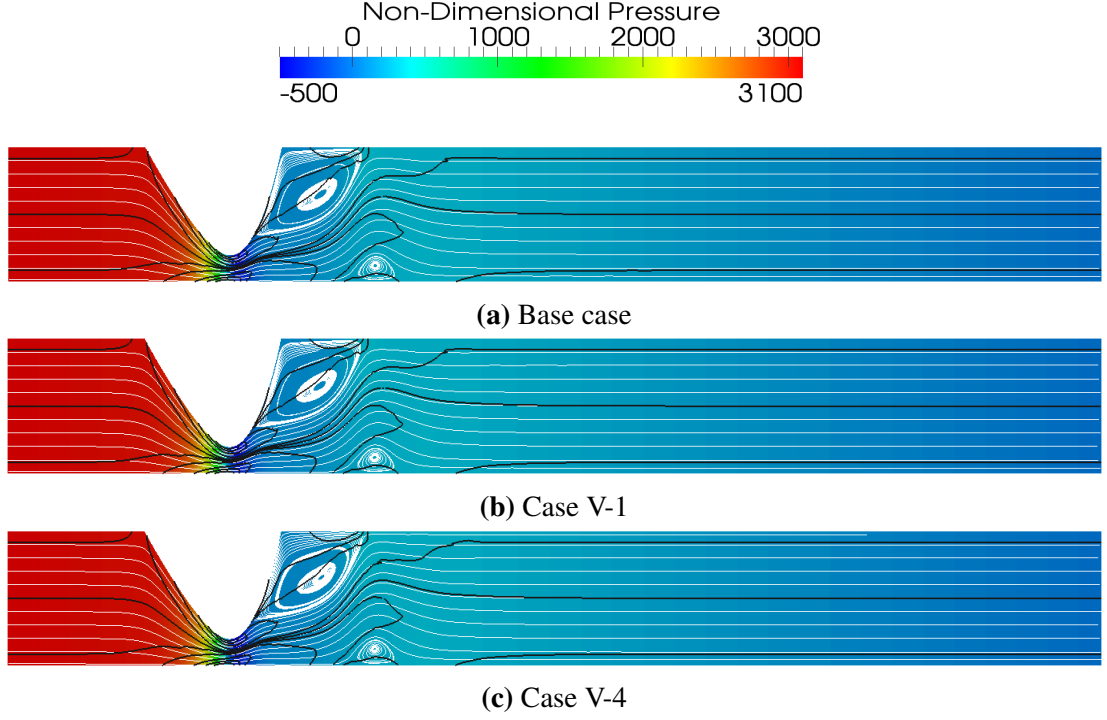 Non-Dimensional Pressure
0 1000 2000 3000
-500 3100
(a) Base case
(b) Case V-1
(c) Case V-4